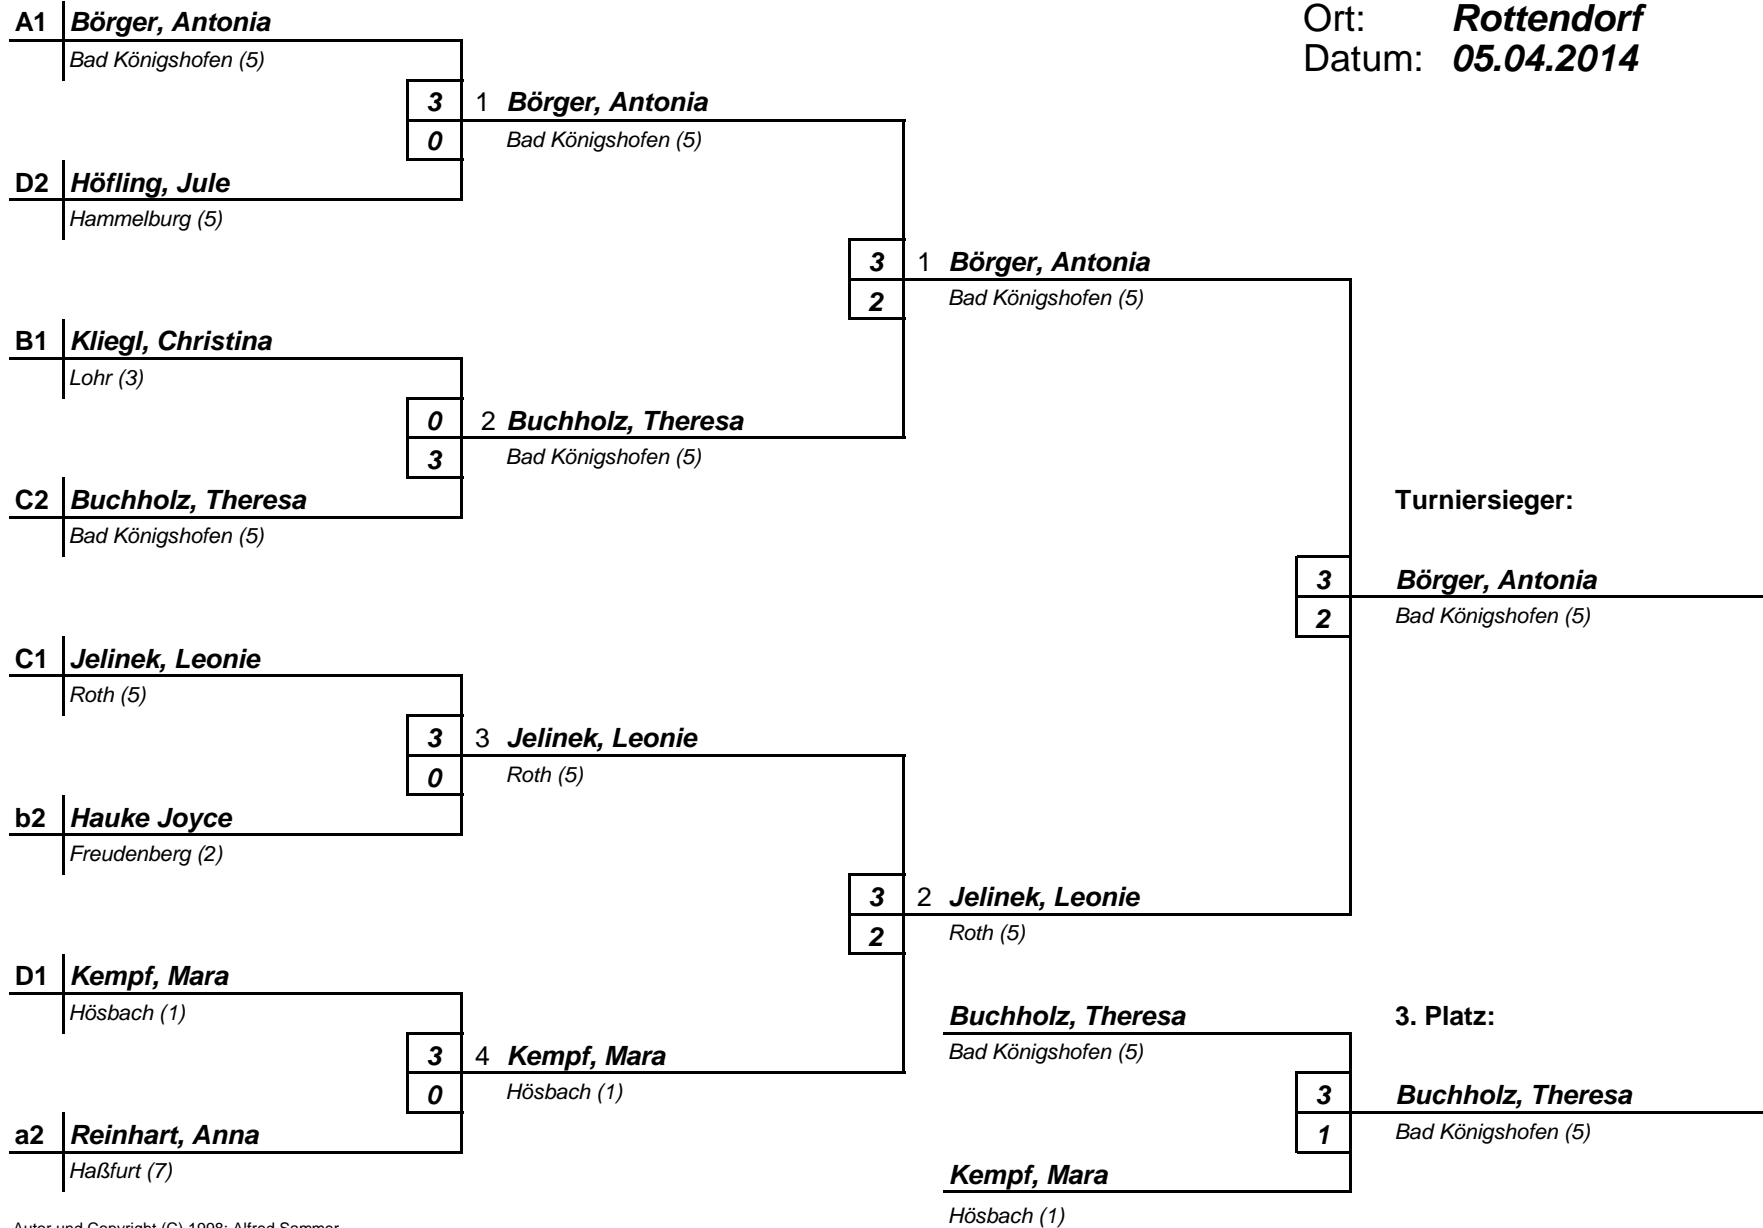 A1 Börger, Antonia
Bad Königshofen (5)
Ort: Rottendorf
Datum: 05.04.2014
3 1 Börger, Antonia
0 Bad Königshofen (5)
D2 Höfling, Jule
Hammelburg (5)
3 1 Börger, Antonia
2 Bad Königshofen (5)
B1 Kliegl, Christina
Lohr (3)
0 2 Buchholz, Theresa
3 Bad Königshofen (5)
C2 Buchholz, Theresa
Bad Königshofen (5)
Turniersieger:
3 Börger, Antonia
2 Bad Königshofen (5)
C1 Jelinek, Leonie
Roth (5)
3 3 Jelinek, Leonie
0 Roth (5)
b2 Hauke Joyce
Freudenberg (2)
3 2 Jelinek, Leonie
2 Roth (5)
D1 Kempf, Mara
Hösbach (1)
Buchholz, Theresa
Bad Königshofen (5)
3. Platz:
3 4 Kempf, Mara
0 Hösbach (1)
3 Buchholz, Theresa
1 Bad Königshofen (5)
a2 Reinhart, Anna
Haßfurt (7)
Kempf, Mara
Hösbach (1)
Autor und Copyright (C) 1998: Alfred Sammer